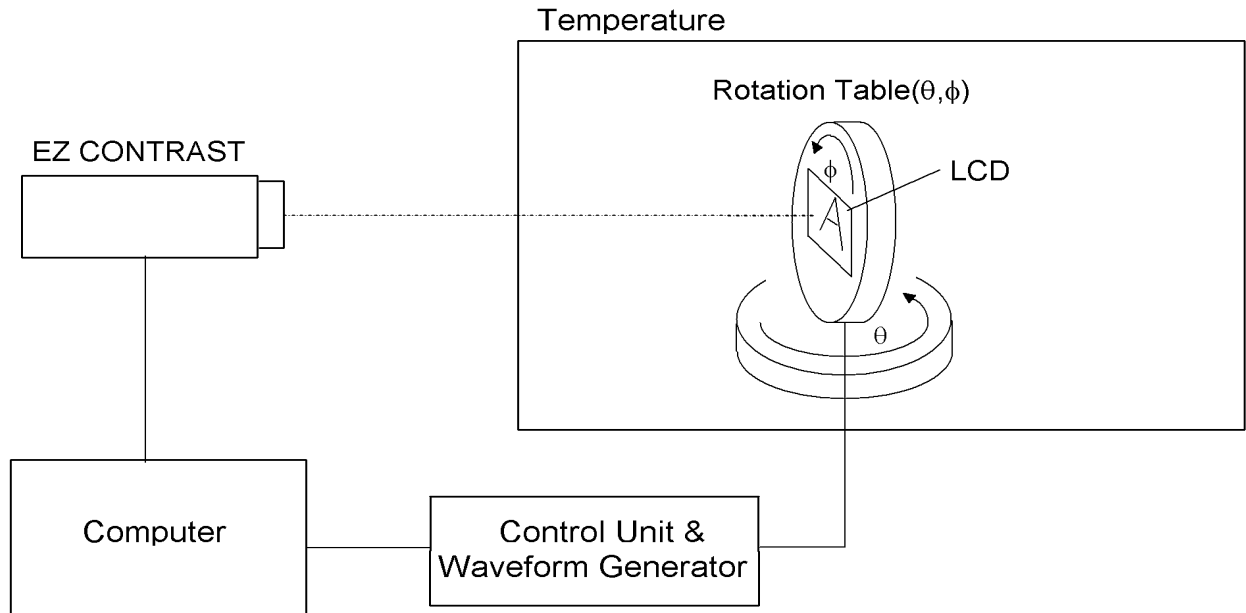 Temperature
Rotation Table(θ,ϕ)
EZ CONTRAST
ϕ
LCD
A
θ
Computer
Control Unit &
Waveform Generator